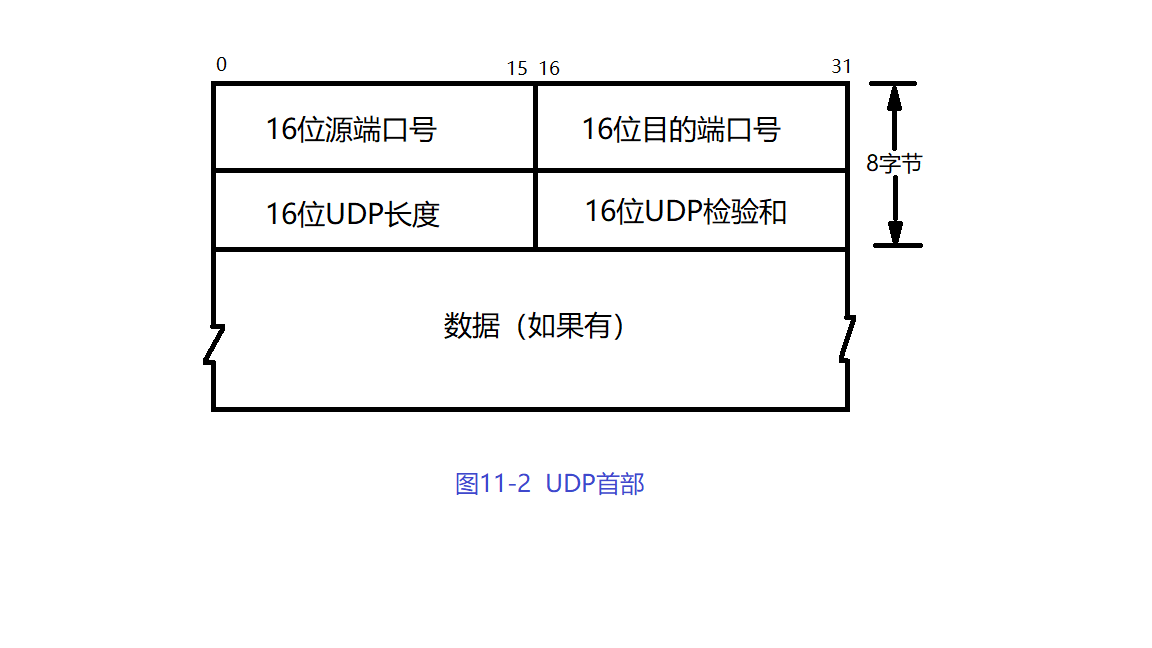 0 15 16 31
16位源端口号 16位目的端口号
8字节
16位UDP长度 16位UDP检验和
数据（如果有）
图11-2 UDP首部